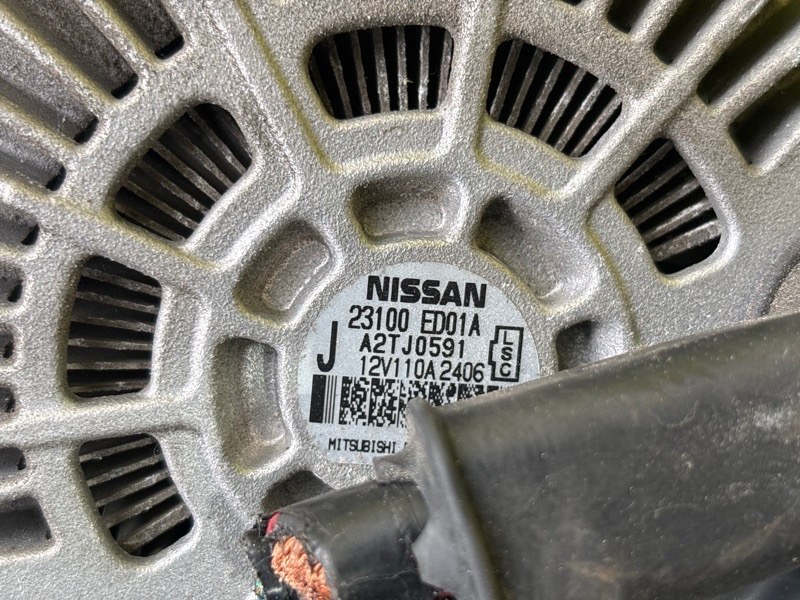 NISSAN
23100 ED01A
J
A2TJ0591
12V110A 2406
LSC
MITSUBISHI